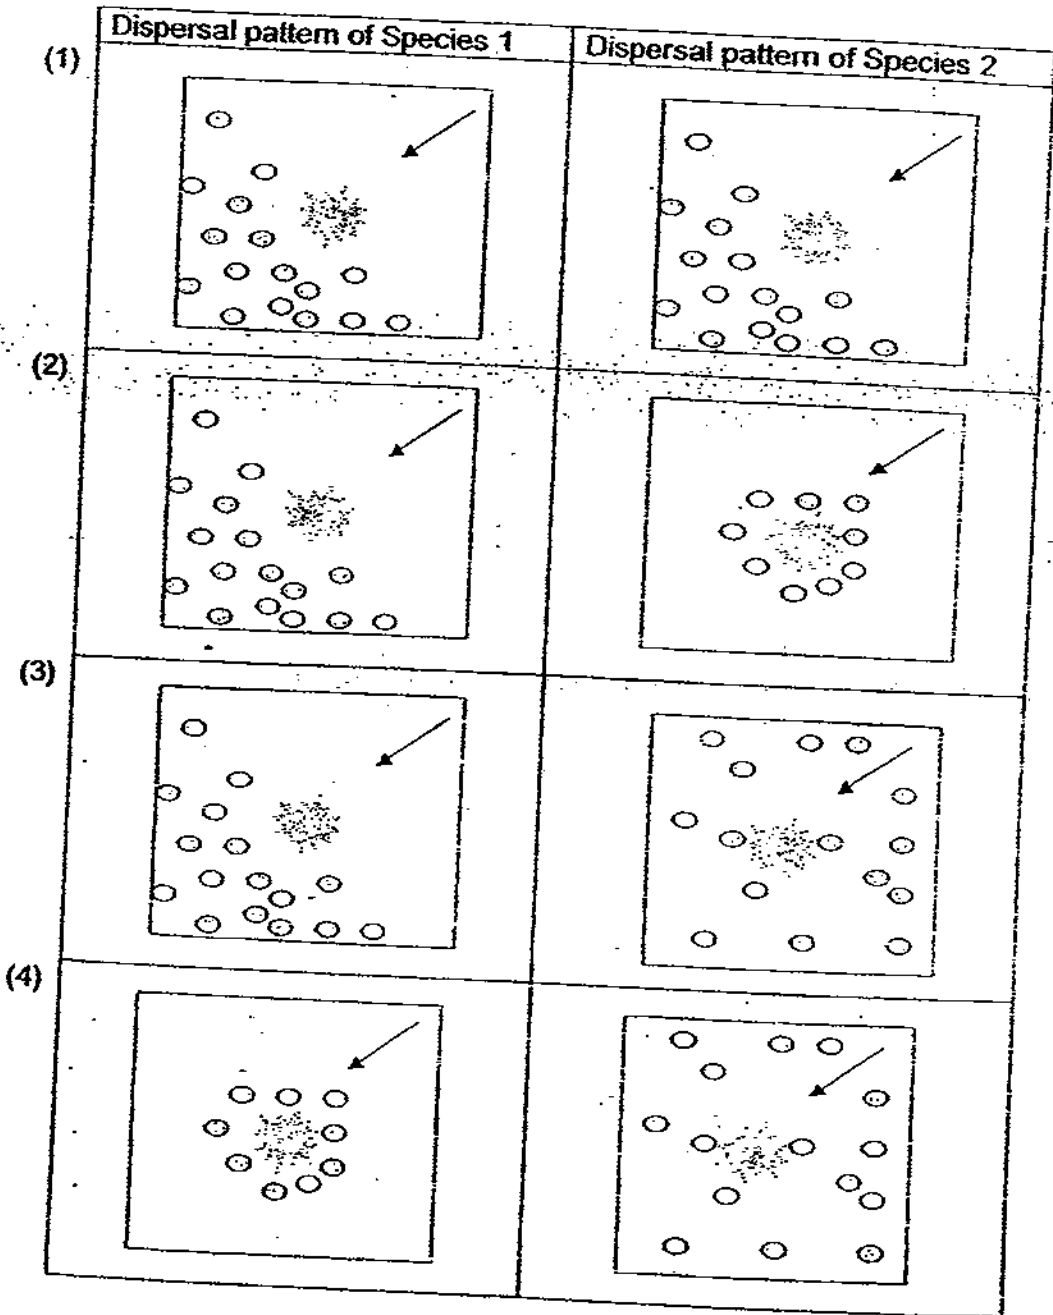 Dispersal pattern of Species 1
Dispersal pattern of Species 2
(1)
(2)
(3)
(4)